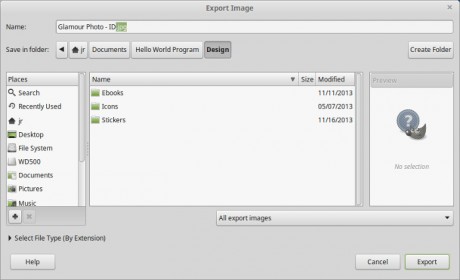 Export Image
Name: Glamour Photo - ID.jpg
Save in folder: jr Documents Hello World Program Design Create Folder
Places Name Size Modified Preview
Search Ebooks 11/11/2013
Recently Used Icons 05/07/2013
jr Stickers 11/16/2013
Desktop
File System
WD500
Documents
Pictures
Music
No selection
All export images
Select File Type (By Extension)
Help Cancel Export